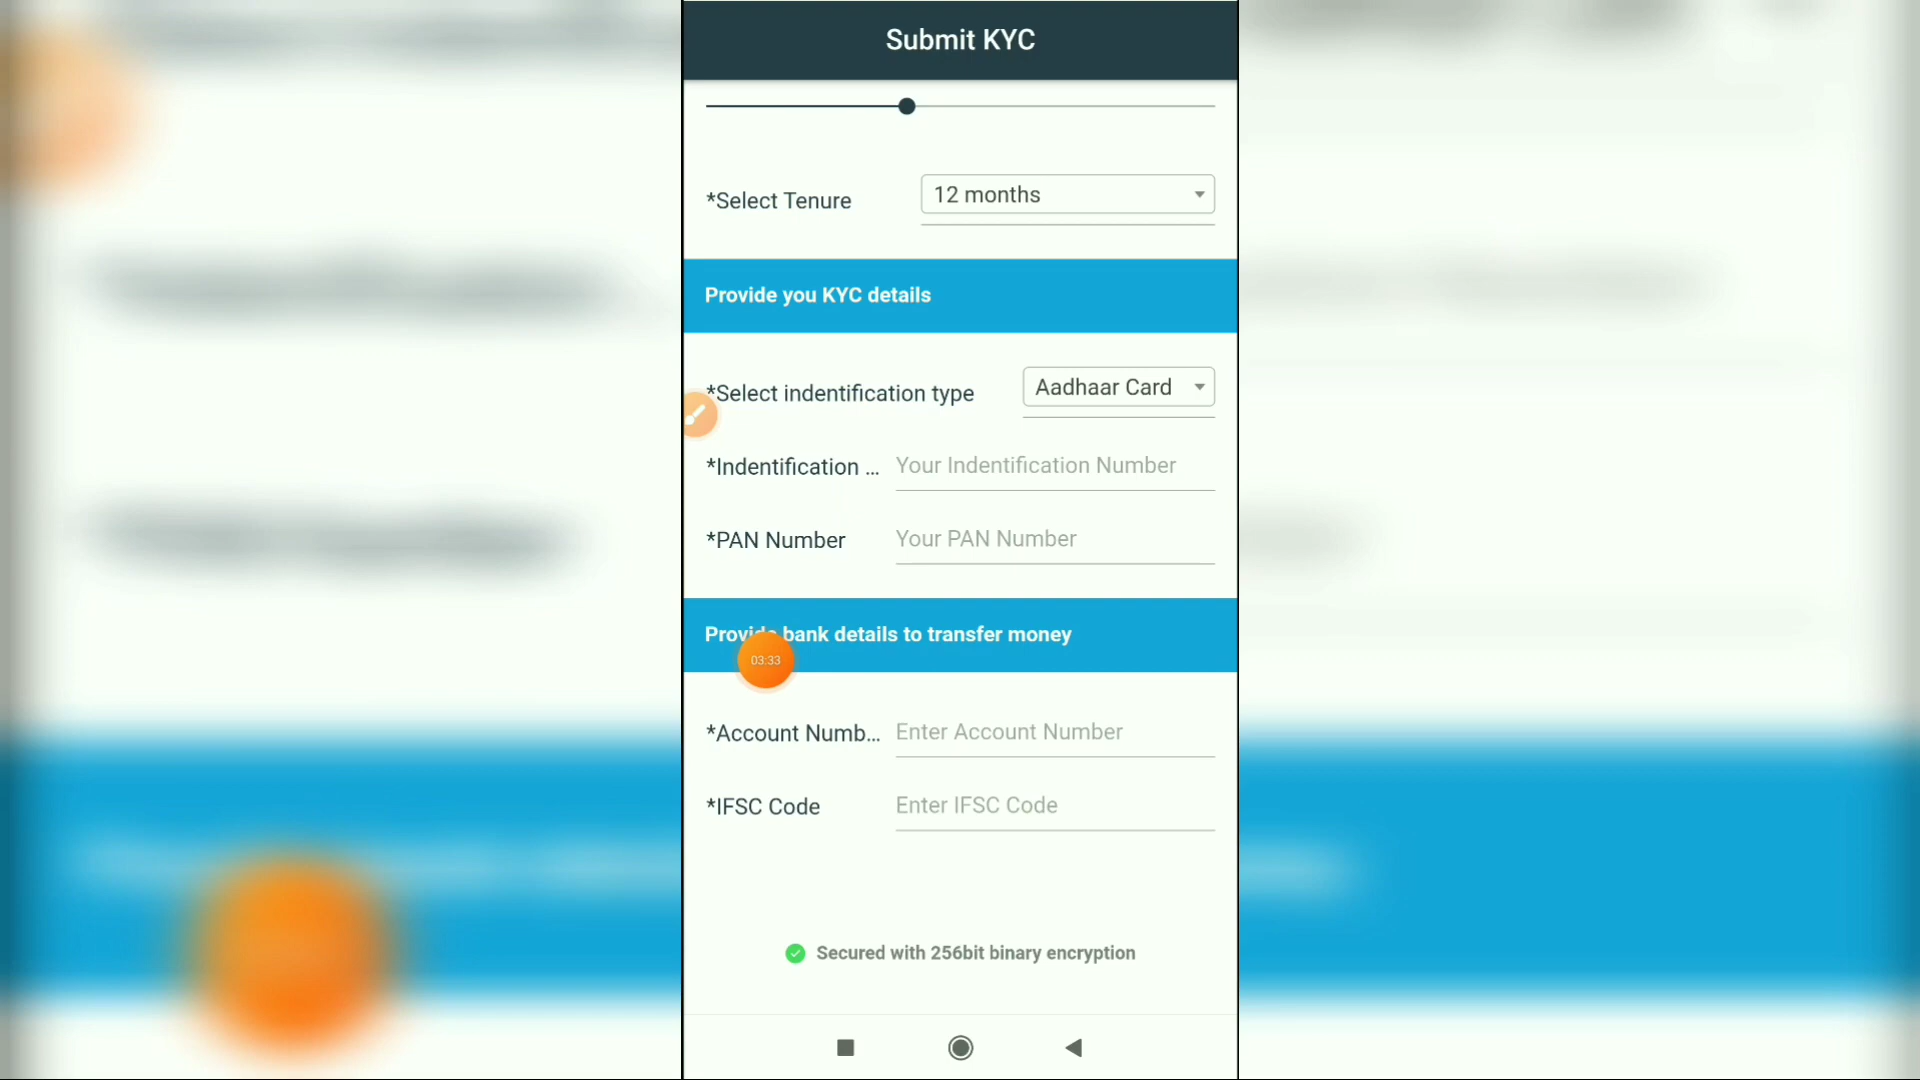 Submit KYC
*Select Tenure 12 months
Provide you KYC details
*Select indentification type Aadhaar Card
*Indentification ... Your Indentification Number
*PAN Number Your PAN Number
Provide bank details to transfer money
03:33
*Account Numb... Enter Account Number
*IFSC Code Enter IFSC Code
Secured with 256bit binary encryption